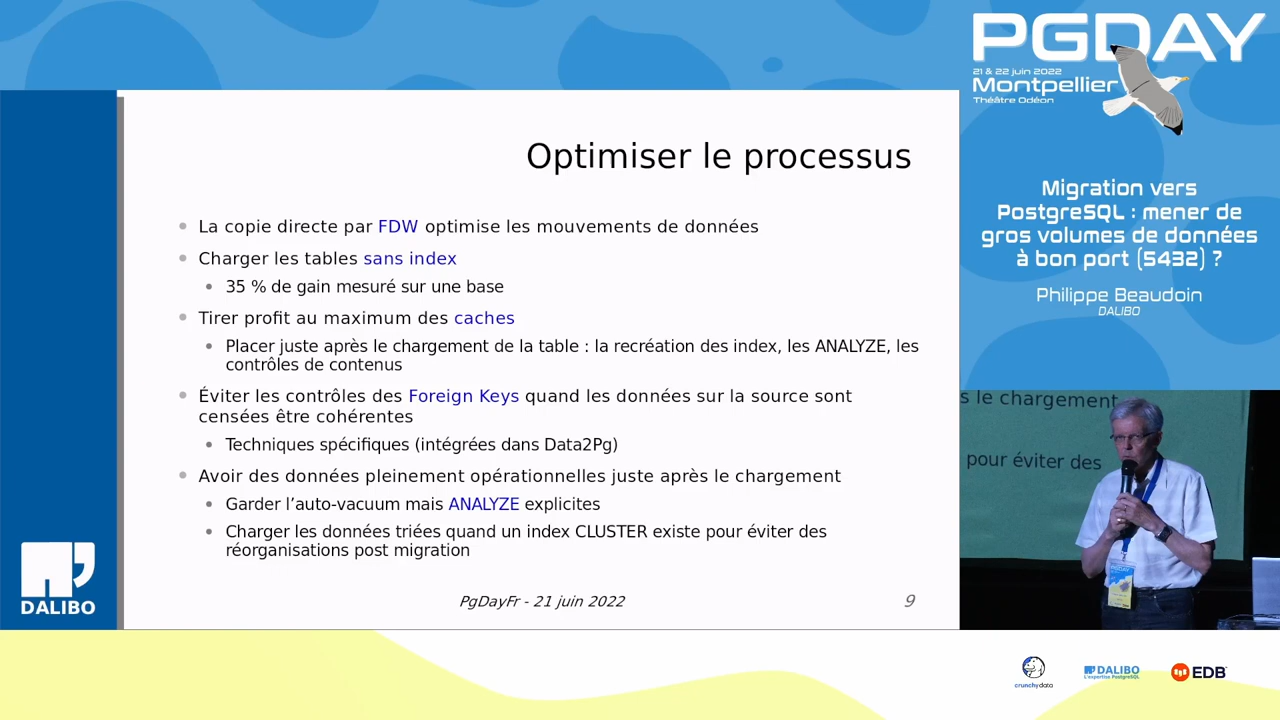 PGDAY
21 & 22 juin 2022
Montpellier
Théâtre Odéon
Optimiser le processus
La copie directe par FDW optimise les mouvements de données
Charger les tables sans index
35 % de gain mesuré sur une base
Tirer profit au maximum des caches
Placer juste après le chargement de la table : la recréation des index, les ANALYZE, les
contrôles de contenus
Éviter les contrôles des Foreign Keys quand les données sur la source sont
censées être cohérentes
Techniques spécifiques (intégrées dans Data2Pg)
Avoir des données pleinement opérationnelles juste après le chargement
Garder l’auto-vacuum mais ANALYZE explicites
Charger les données triées quand un index CLUSTER existe pour éviter des
réorganisations post migration
DALIBO
PgDayFr - 21 juin 2022
9
Migration vers
PostgreSQL : mener de
gros volumes de données
à bon port (5432) ?
Philippe Beaudoin
DALIBO
s le chargement
pour éviter des
PGDAY
crunchydata
DALIBO
L'expertise PostgreSQL
EDB